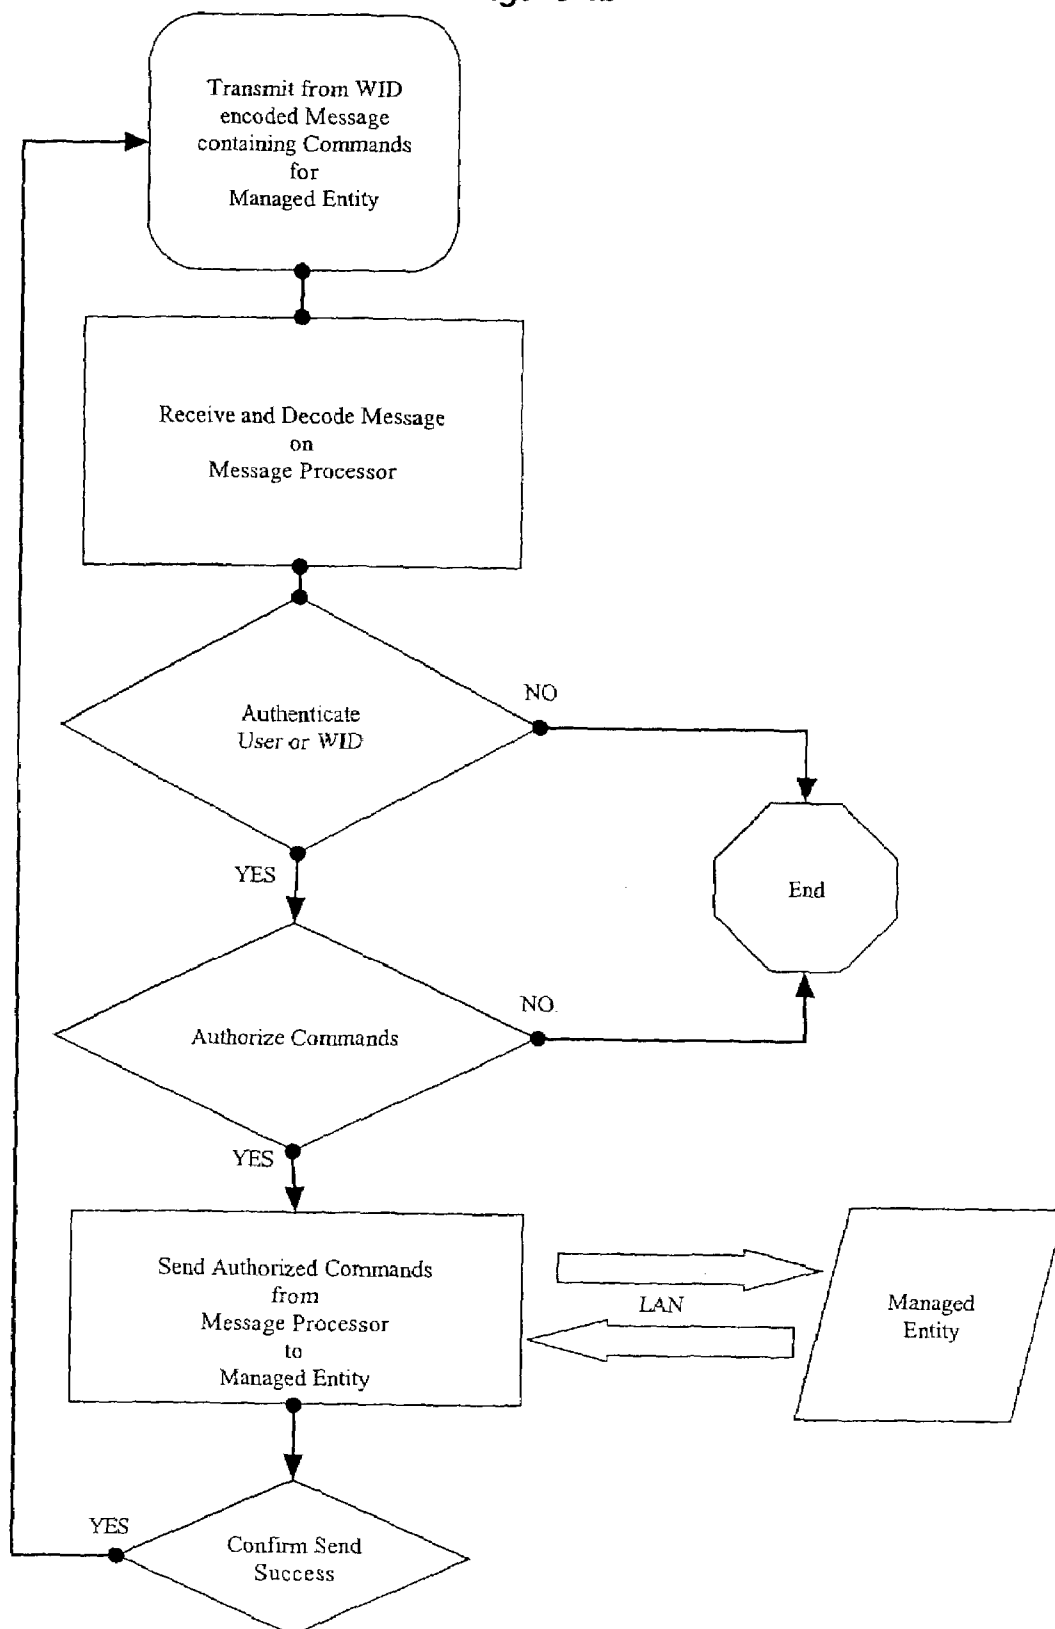 Transmit from WID
encoded Message
containing Commands
for
Managed Entity
Receive and Decode Message
on
Message Processor
Authenticate
User or WID
NO
YES
End
Authorize Commands
NO
YES
Send Authorized Commands
from
Message Processor
to
Managed Entity
LAN
Managed
Entity
YES
Confirm Send
Success